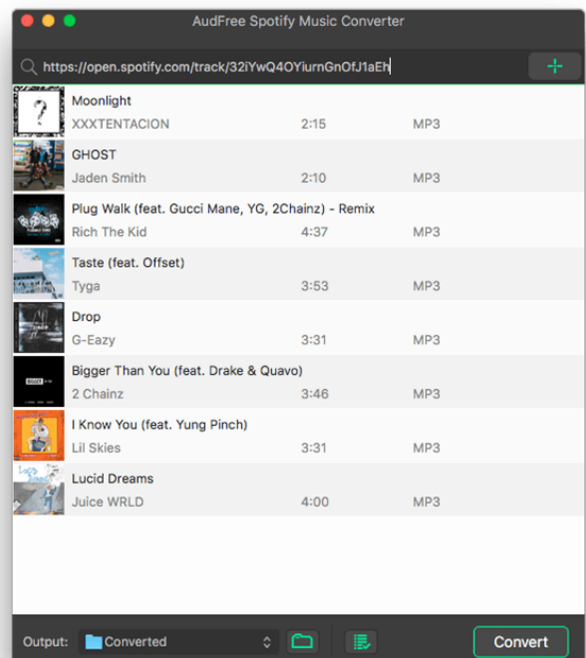 AudFree Spotify Music Converter
https://open.spotify.com/track/32iYwQ4OYiurnGnOfJ1aEh
Moonlight
XXXTENTACION 2:15 MP3
GHOST
Jaden Smith 2:10 MP3
Plug Walk (feat. Gucci Mane, YG, 2Chainz) - Remix
Rich The Kid 4:37 MP3
Taste (feat. Offset)
Tyga 3:53 MP3
Drop
G-Eazy 3:31 MP3
Bigger Than You (feat. Drake & Quavo)
2 Chainz 3:46 MP3
I Know You (feat. Yung Pinch)
Lil Skies 3:31 MP3
Lucid Dreams
Juice WRLD 4:00 MP3
Output: Converted Convert